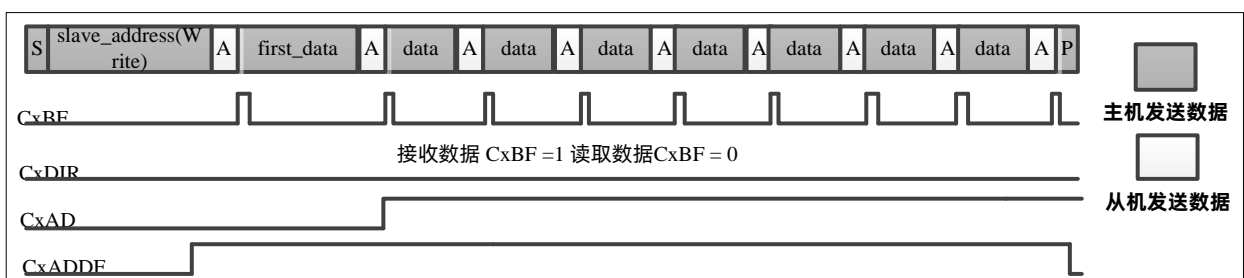 S slave_address(W
rite) A first_data A data A data A data A data A data A data A data A P
主机发送数据
CxBF
接收数据 CxBF =1 读取数据CxBF = 0
CxDIR
从机发送数据
CxAD
CxADDF